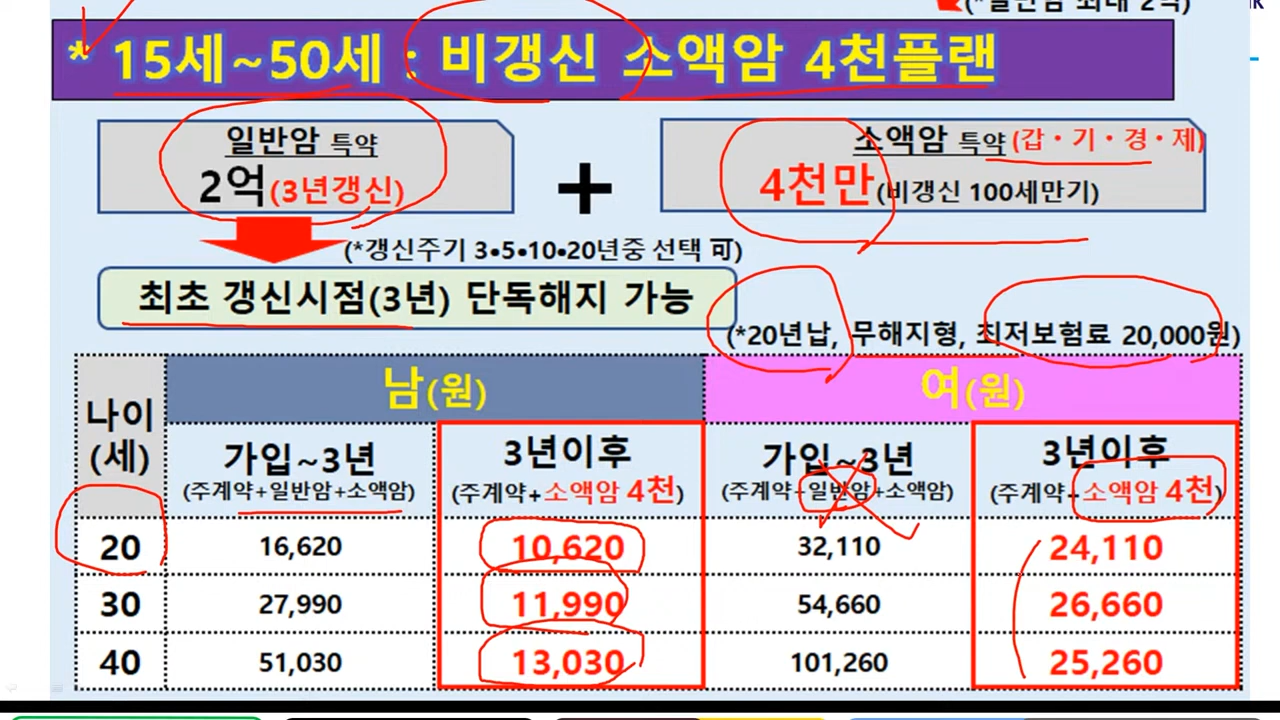 (*일반암 최대 2억)
* 15세~50세 : 비갱신 소액암 4천플랜
일반암 특약
2억(3년갱신)
+
소액암 특약 (갑・기・경・제)
4천만(비갱신 100세만기)
(*갱신주기 3•5•10•20년중 선택 可)
최초 갱신시점(3년) 단독해지 가능
(*20년납, 무해지형, 최저보험료 20,000원)
나이(세) 남(원) 여(원)
가입~3년 3년이후 가입~3년 3년이후
(주계약+일반암+소액암) (주계약+소액암 4천) (주계약+일반암+소액암) (주계약+소액암 4천)
20 16,620 10,620 32,110 24,110
30 27,990 11,990 54,660 26,660
40 51,030 13,030 101,260 25,260